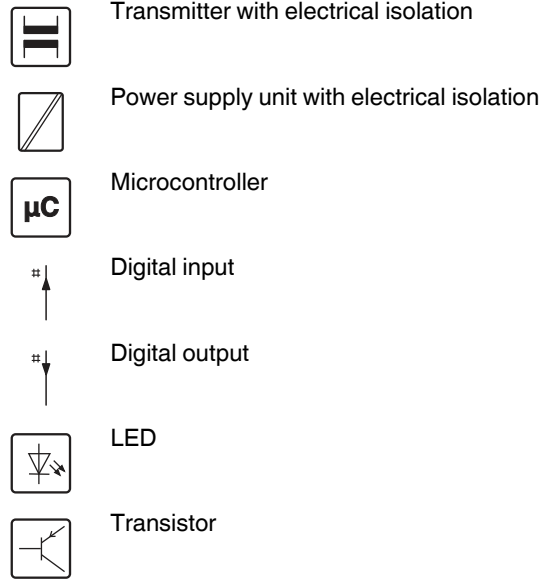 Transmitter with electrical isolation
Power supply unit with electrical isolation
µC
Microcontroller
#
Digital input
#
Digital output
LED
Transistor